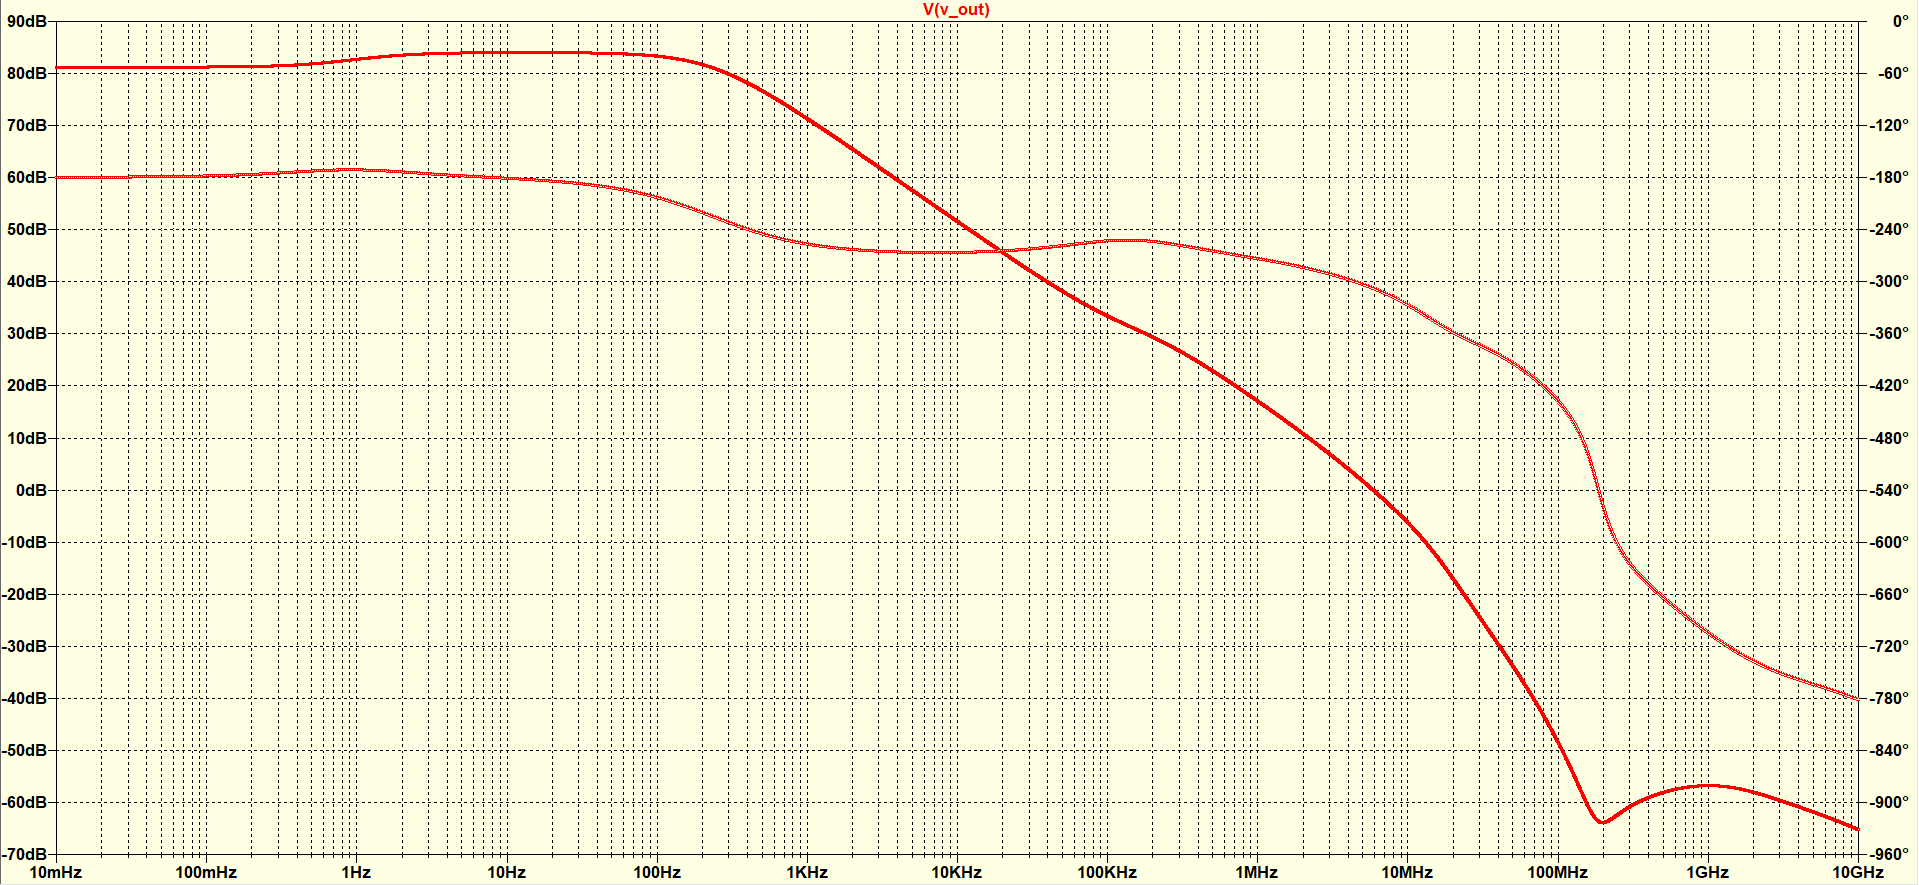 V(v_out)
90dB 0°
80dB -60°
70dB -120°
60dB -180°
50dB -240°
40dB -300°
30dB -360°
20dB -420°
10dB -480°
0dB -540°
-10dB -600°
-20dB -660°
-30dB -720°
-40dB -780°
-50dB -840°
-60dB -900°
-70dB -960°
10mHz 100mHz 1Hz 10Hz 100Hz 1KHz 10KHz 100KHz 1MHz 10MHz 100MHz 1GHz 10GHz